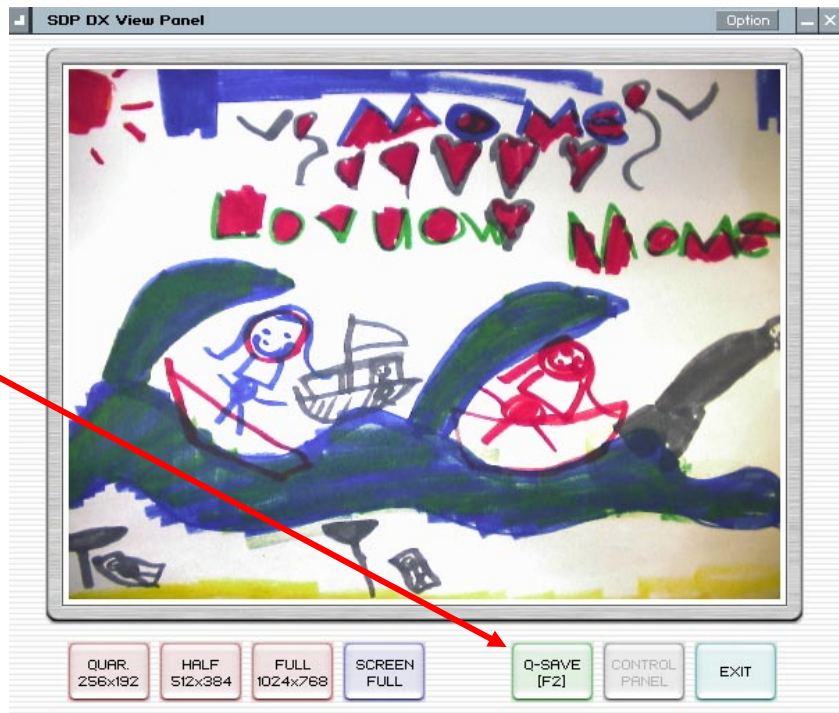 SDP DX View Panel Option
MOME
LOVUOW MOME
QUAR. 256x192
HALF 512x384
FULL 1024x768
SCREEN FULL
Q-SAVE [F2]
CONTROL PANEL
EXIT